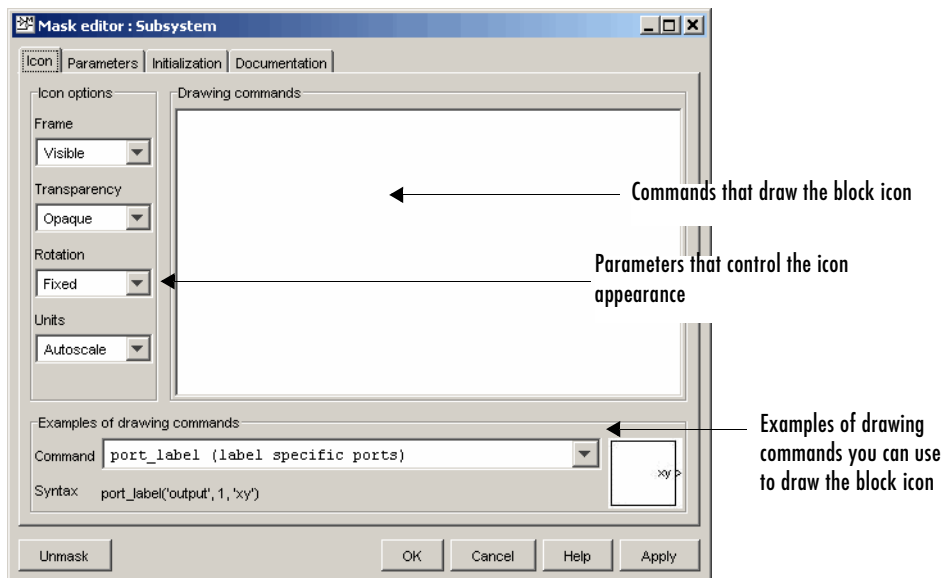 Mask editor : Subsystem
Icon Parameters Initialization Documentation
Icon options
Drawing commands
Frame
Visible
Transparency
Opaque
Rotation
Fixed
Units
Autoscale
Commands that draw the block icon
Parameters that control the icon
appearance
Examples of drawing commands
Command port_label (label specific ports)
Syntax port_label('output', 1, 'xy')
xy >
Examples of drawing
commands you can use
to draw the block icon
Unmask OK Cancel Help Apply